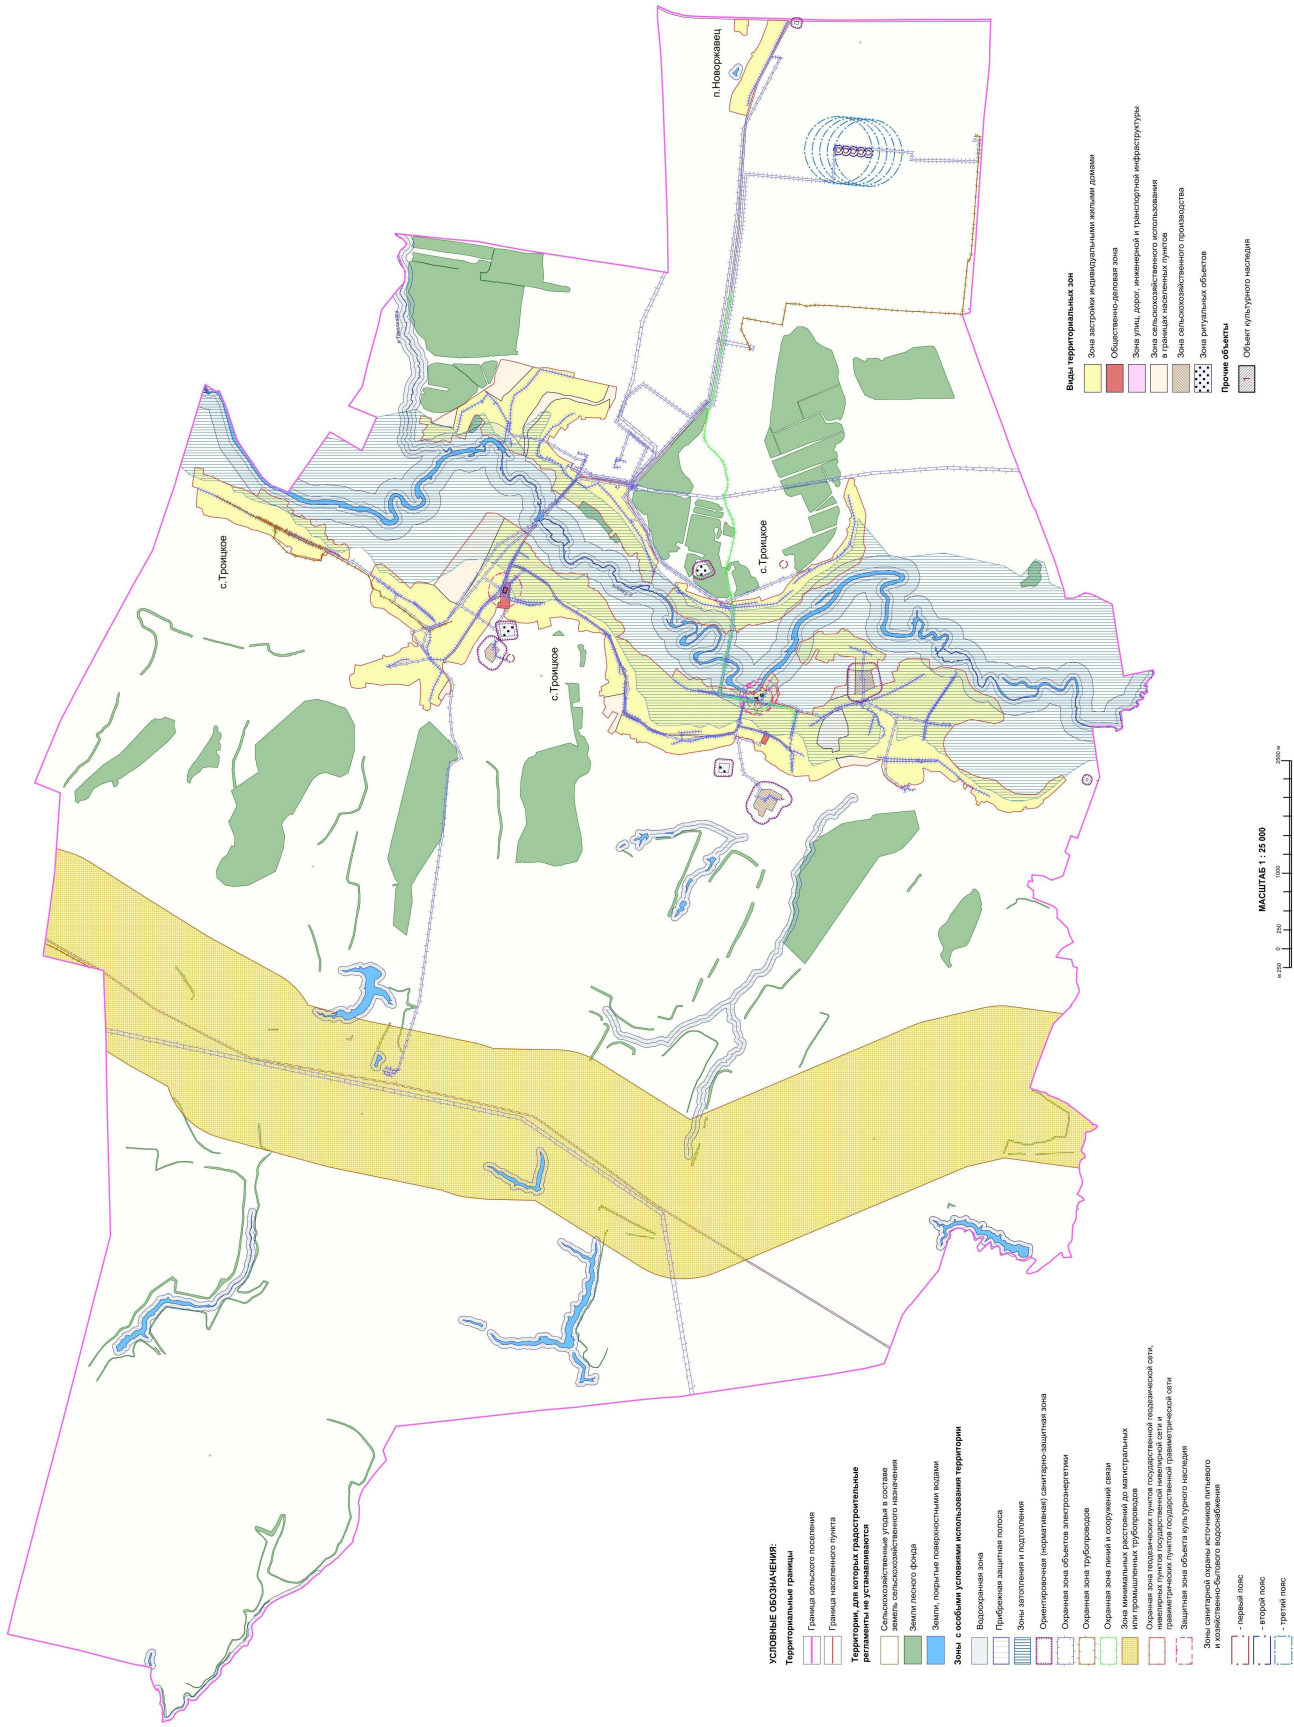 с.Троицкое
с.Троицкое
с.Троицкое
п.Новоржавец
УСЛОВНЫЕ ОБОЗНАЧЕНИЯ:
Территориальные границы
Граница сельского поселения
Граница населенного пункта
Территории, для которых градостроительные
регламенты не устанавливаются
Сельскохозяйственные угодья в составе
земель сельскохозяйственного назначения
Земли лесного фонда
Земли, покрытые поверхностными водами
Зоны с особыми условиями использования территории
Водоохранная зона
Прибрежная защитная полоса
Зоны затопления и подтопления
Ориентировочная (нормативная) санитарно-защитная зона
Охранная зона объектов электроэнергетики
Охранная зона трубопроводов
Охранная зона линий и сооружений связи
Зона минимальных расстояний до магистральных
или промышленных трубопроводов
Охранная зона геодезических пунктов государственной геодезической сети,
нивелирных пунктов государственной нивелирной сети и
гравиметрических пунктов государственной гравиметрической сети
Защитная зона объекта культурного наследия
Зоны санитарной охраны источников питьевого
и хозяйственно-бытового водоснабжения
- первый пояс
- второй пояс
- третий пояс
МАСШТАБ 1 : 25 000
м 250
0
250
1000
2500 м
Виды территориальных зон
Зона застройки индивидуальными жилыми домами
Общественно-деловая зона
Зона улиц, дорог, инженерной и транспортной инфраструктуры
Зона сельскохозяйственного использования
в границах населенных пунктов
Зона сельскохозяйственного производства
Зона ритуальных объектов
Прочие объекты
1
Объект культурного наследия